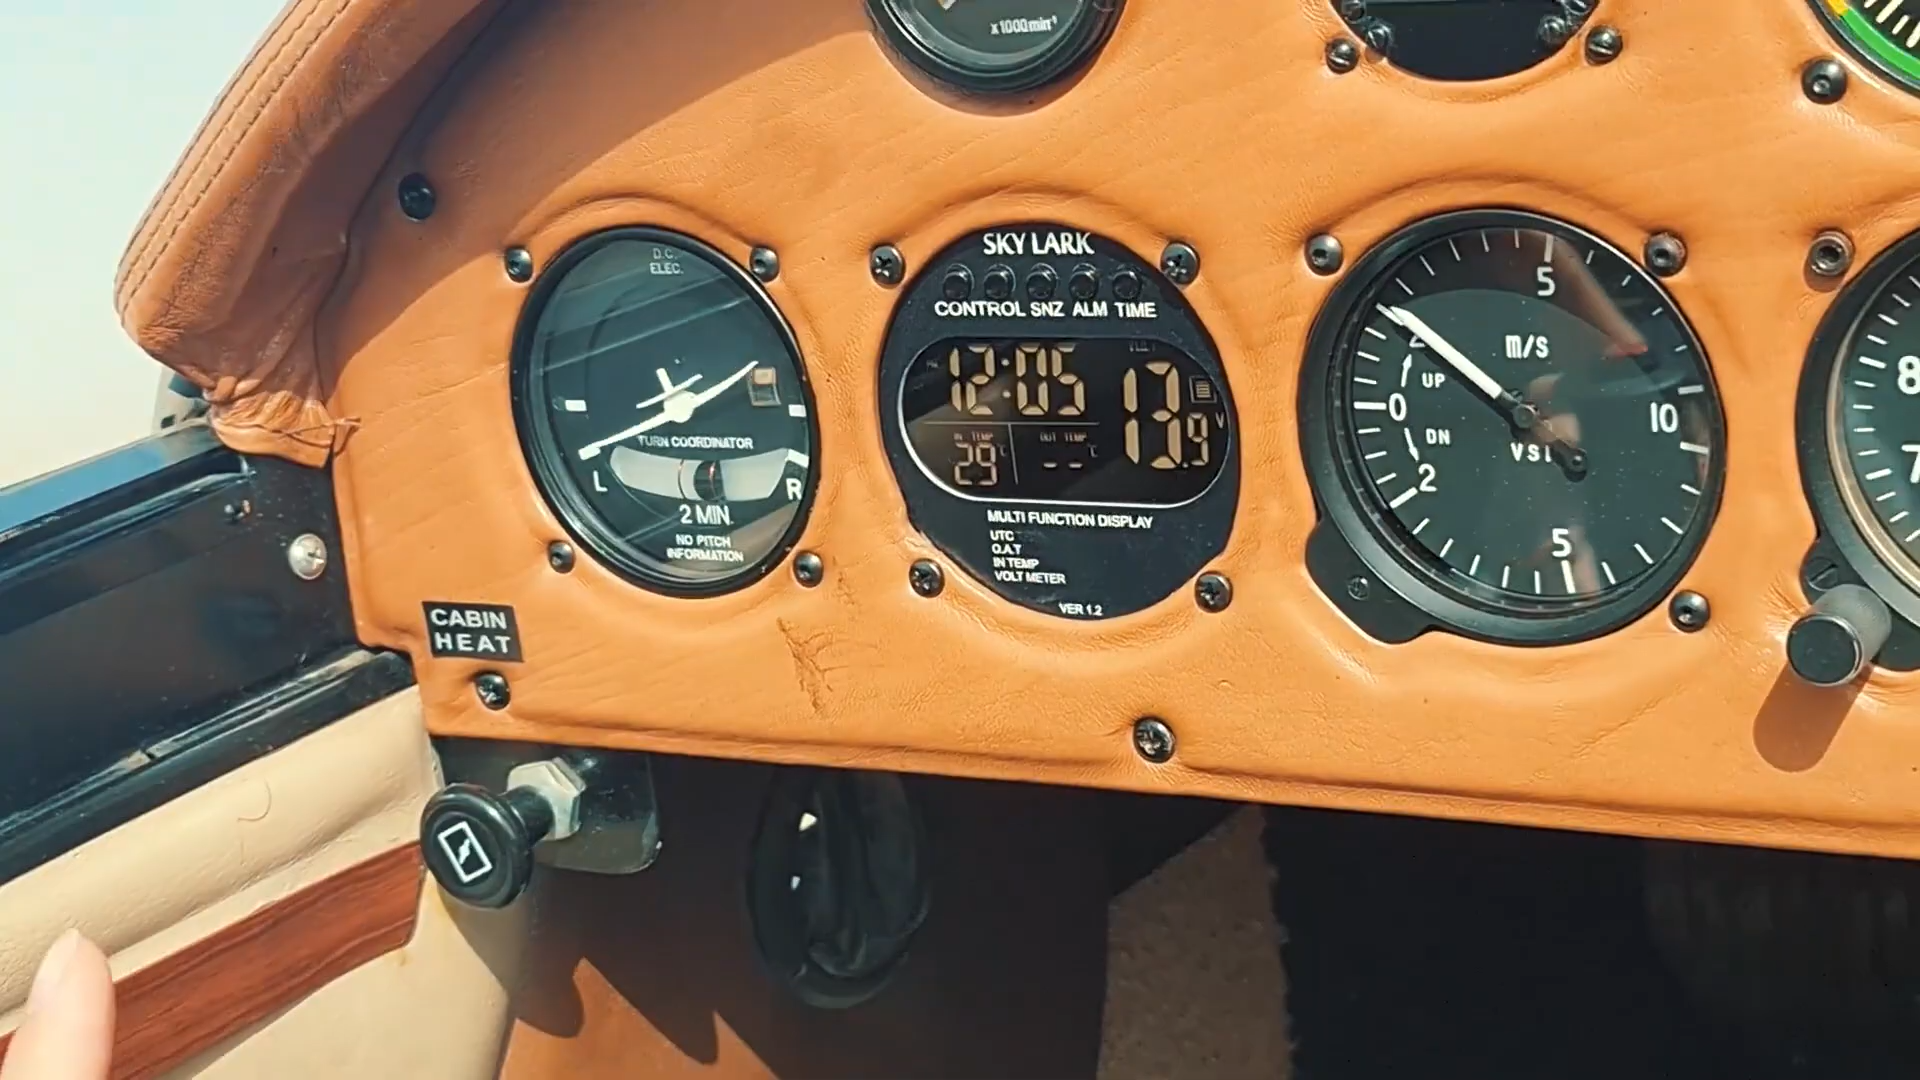 x1000min⁻¹
D.C.
ELEC.
TURN COORDINATOR
L
R
2 MIN.
NO PITCH
INFORMATION
SKY LARK
CONTROL SNZ ALM TIME
12:05
13.9 V
IN TEMP
29 °C
OUT TEMP
-- °C
MULTI FUNCTION DISPLAY
UTC
O.A.T
IN TEMP
VOLT METER
VER 1.2
5
m/s
UP
0
10
DN
VSI
2
5
8
7
CABIN
HEAT